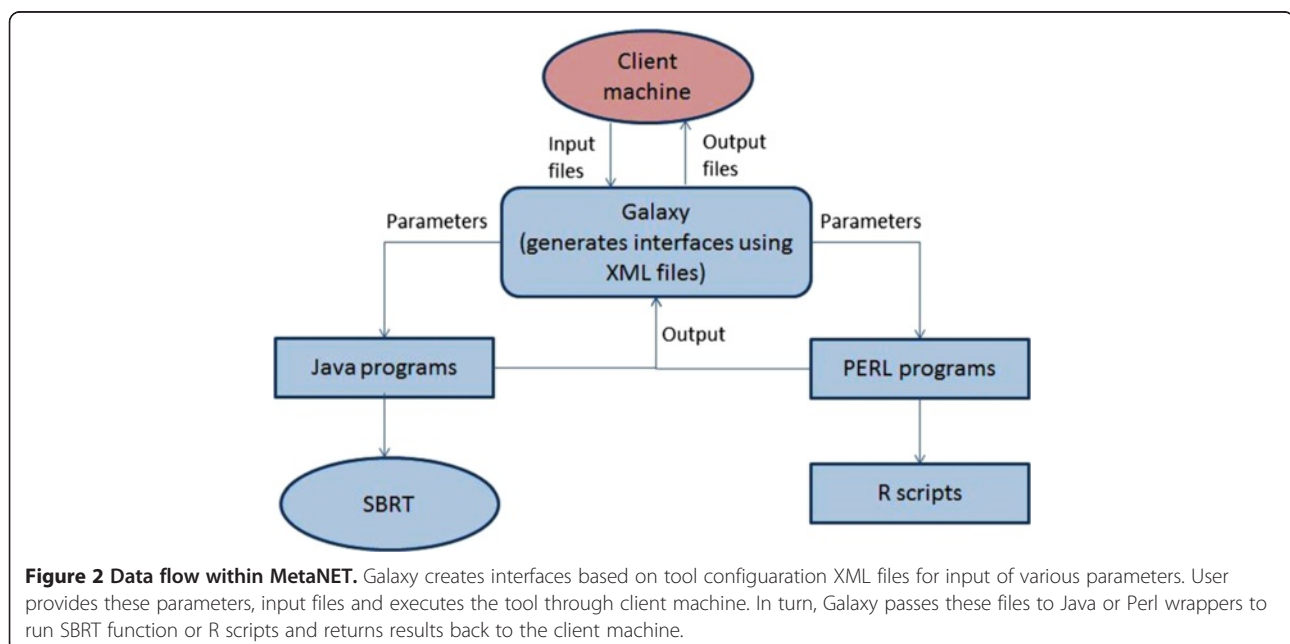 Client
machine
Input
files
Output
files
Parameters
Galaxy
(generates interfaces using
XML files)
Parameters
Output
Java programs
PERL programs
SBRT
R scripts
Figure 2 Data flow within MetaNET. Galaxy creates interfaces based on tool configuaration XML files for input of various parameters. User
provides these parameters, input files and executes the tool through client machine. In turn, Galaxy passes these files to Java or Perl wrappers to
run SBRT function or R scripts and returns results back to the client machine.